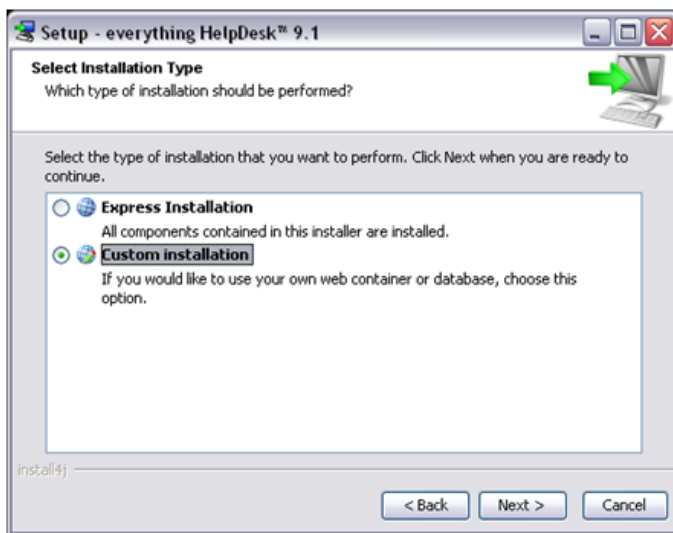 Setup - everything HelpDesk™ 9.1
Select Installation Type
Which type of installation should be performed?
Select the type of installation that you want to perform. Click Next when you are ready to
continue.
Express Installation
All components contained in this installer are installed.
Custom installation
If you would like to use your own web container or database, choose this
option.
install4j
< Back Next > Cancel